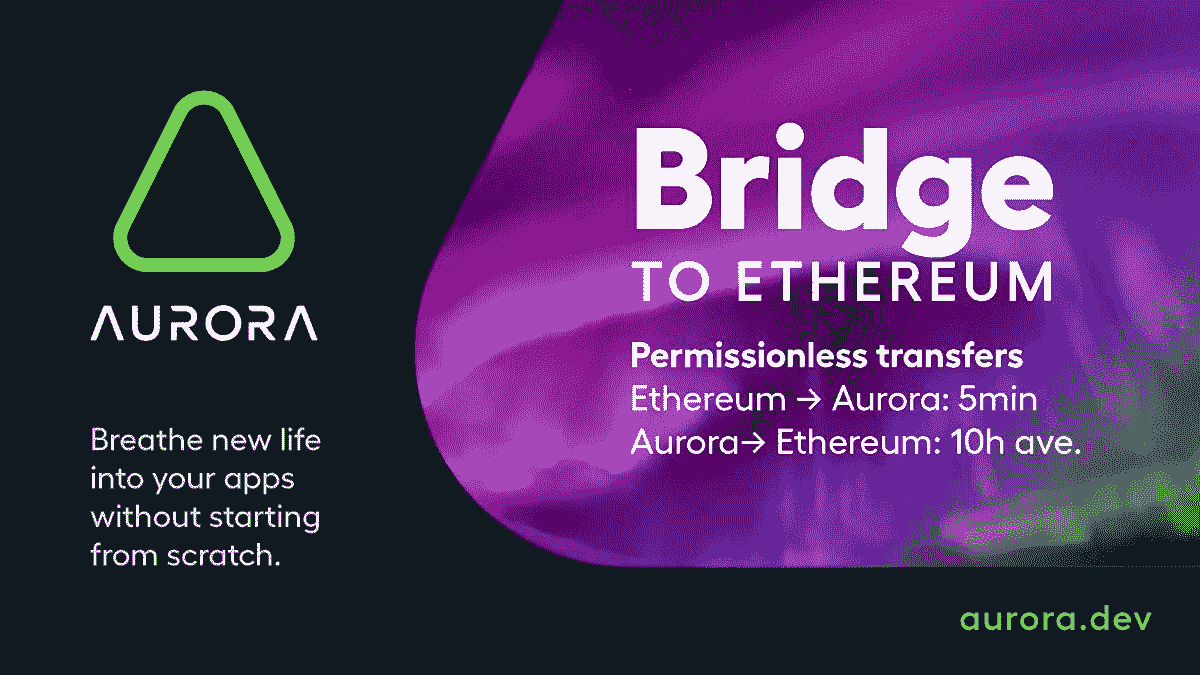 AURORA
Breathe new life
into your apps
without starting
from scratch.
Bridge
TO ETHEREUM
Permissionless transfers
Ethereum → Aurora: 5min
Aurora→ Ethereum: 10h ave.
aurora.dev